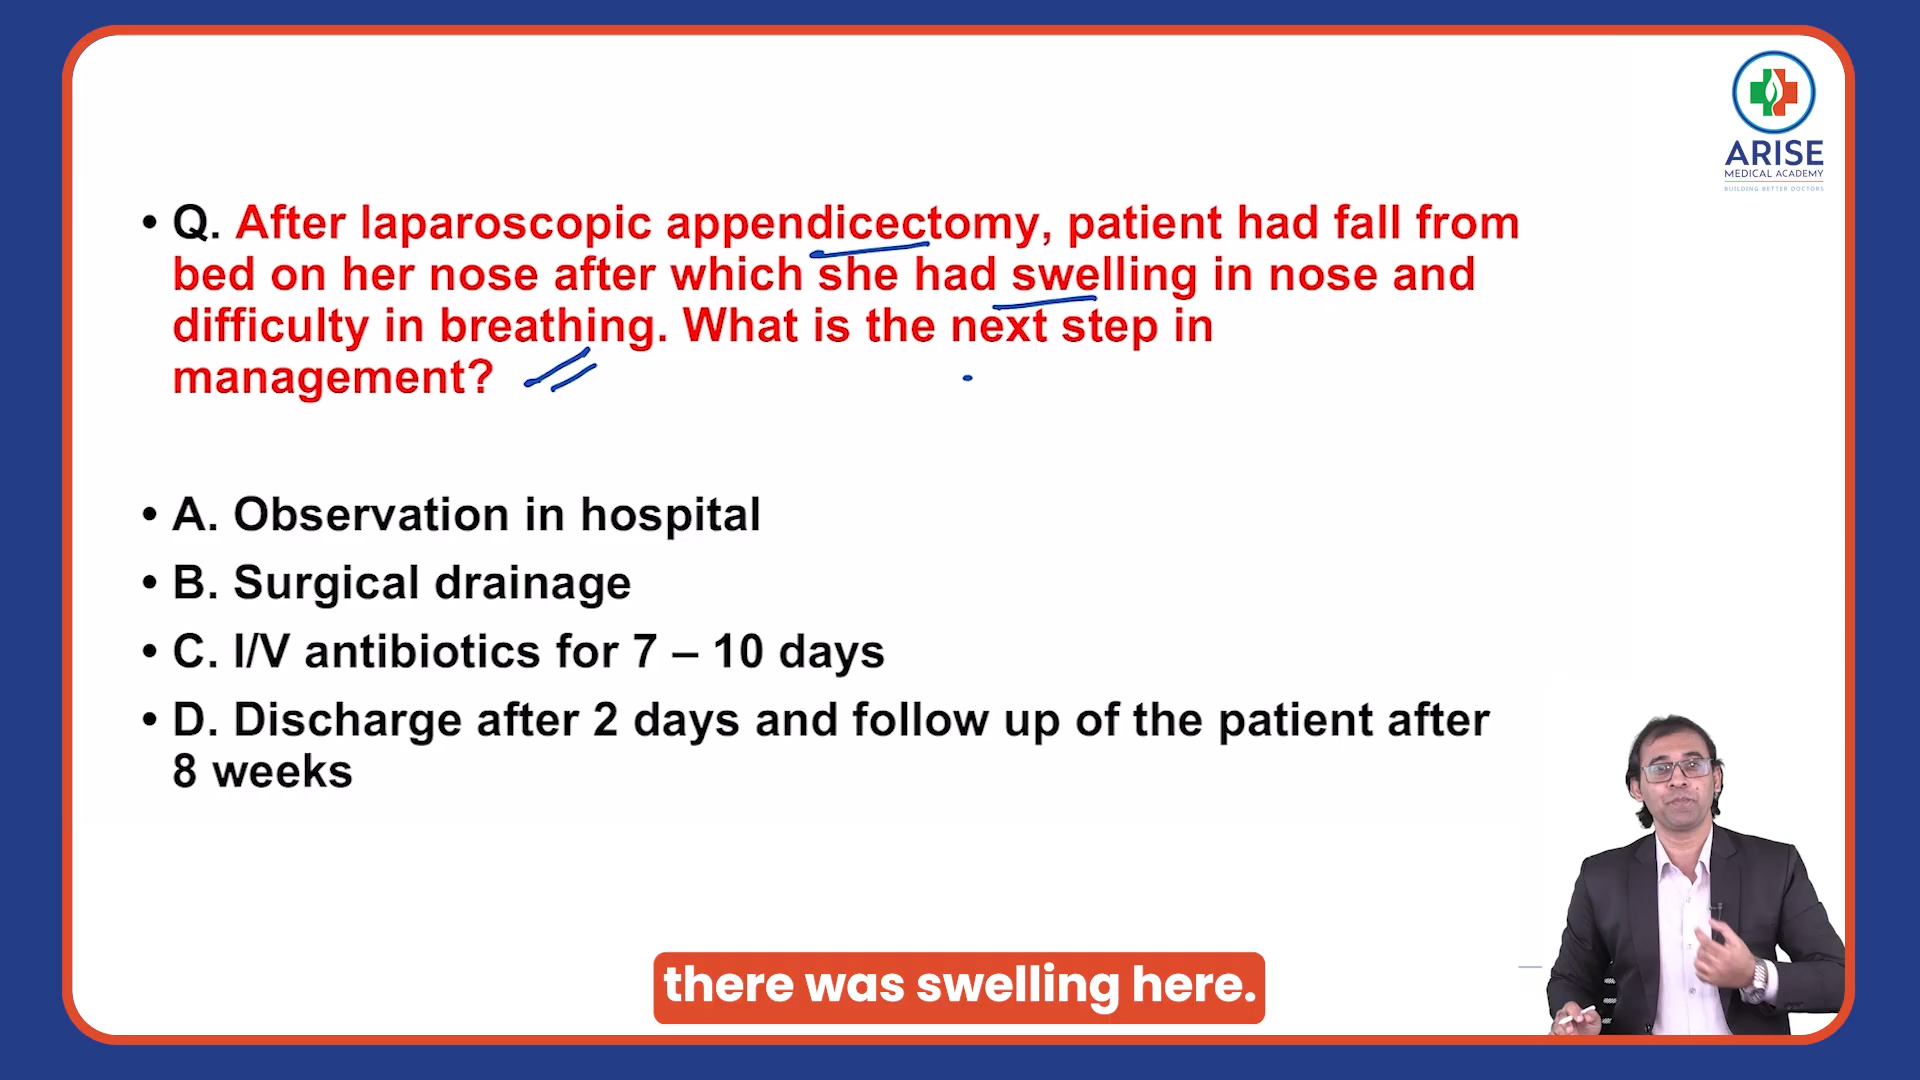 ARISE
MEDICAL ACADEMY
BUILDING BETTER DOCTORS
• Q. After laparoscopic appendicectomy, patient had fall from
bed on her nose after which she had swelling in nose and
difficulty in breathing. What is the next step in
management?
• A. Observation in hospital
• B. Surgical drainage
• C. I/V antibiotics for 7 – 10 days
• D. Discharge after 2 days and follow up of the patient after
8 weeks
there was swelling here.